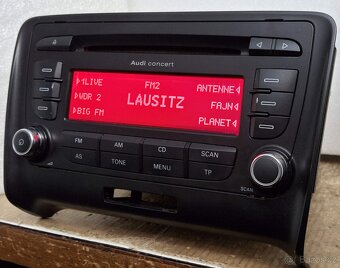 Audi concert
1LIVE FM2 ANTENNE
WDR 2 LAUSITZ FAJN
BIG FM PLANET
FM AM CD SCAN
AS TONE MENU TP
SCAN